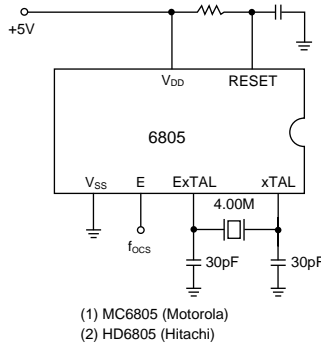 +5V
VDD
RESET
6805
VSS
E
ExTAL
xTAL
4.00M
fOCS
30pF
30pF
(1) MC6805 (Motorola)
(2) HD6805 (Hitachi)